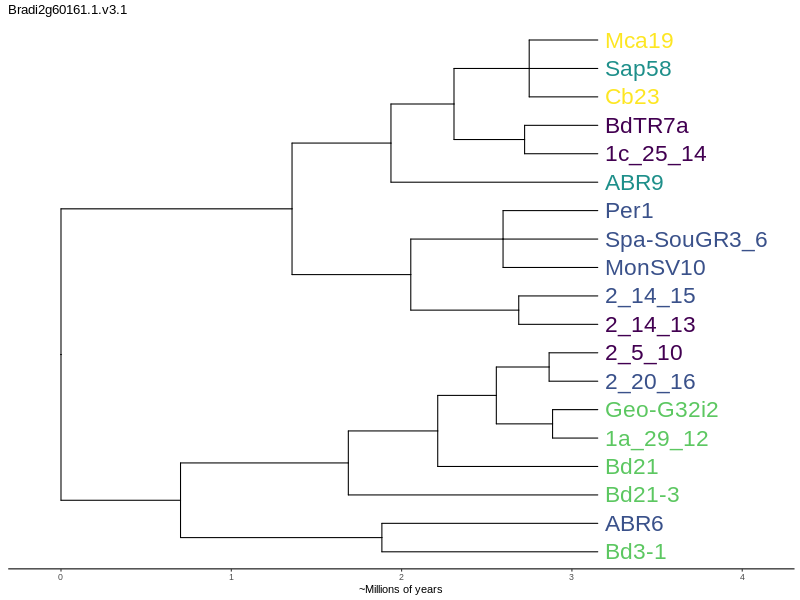 Bradi2g60161.1.v3.1
Mca19
Sap58
Cb23
BdTR7a
1c_25_14
ABR9
Per1
Spa-SouGR3_6
MonSV10
2_14_15
2_14_13
2_5_10
2_20_16
Geo-G32i2
1a_29_12
Bd21
Bd21-3
ABR6
Bd3-1
0 1 2 3 4
~Millions of years